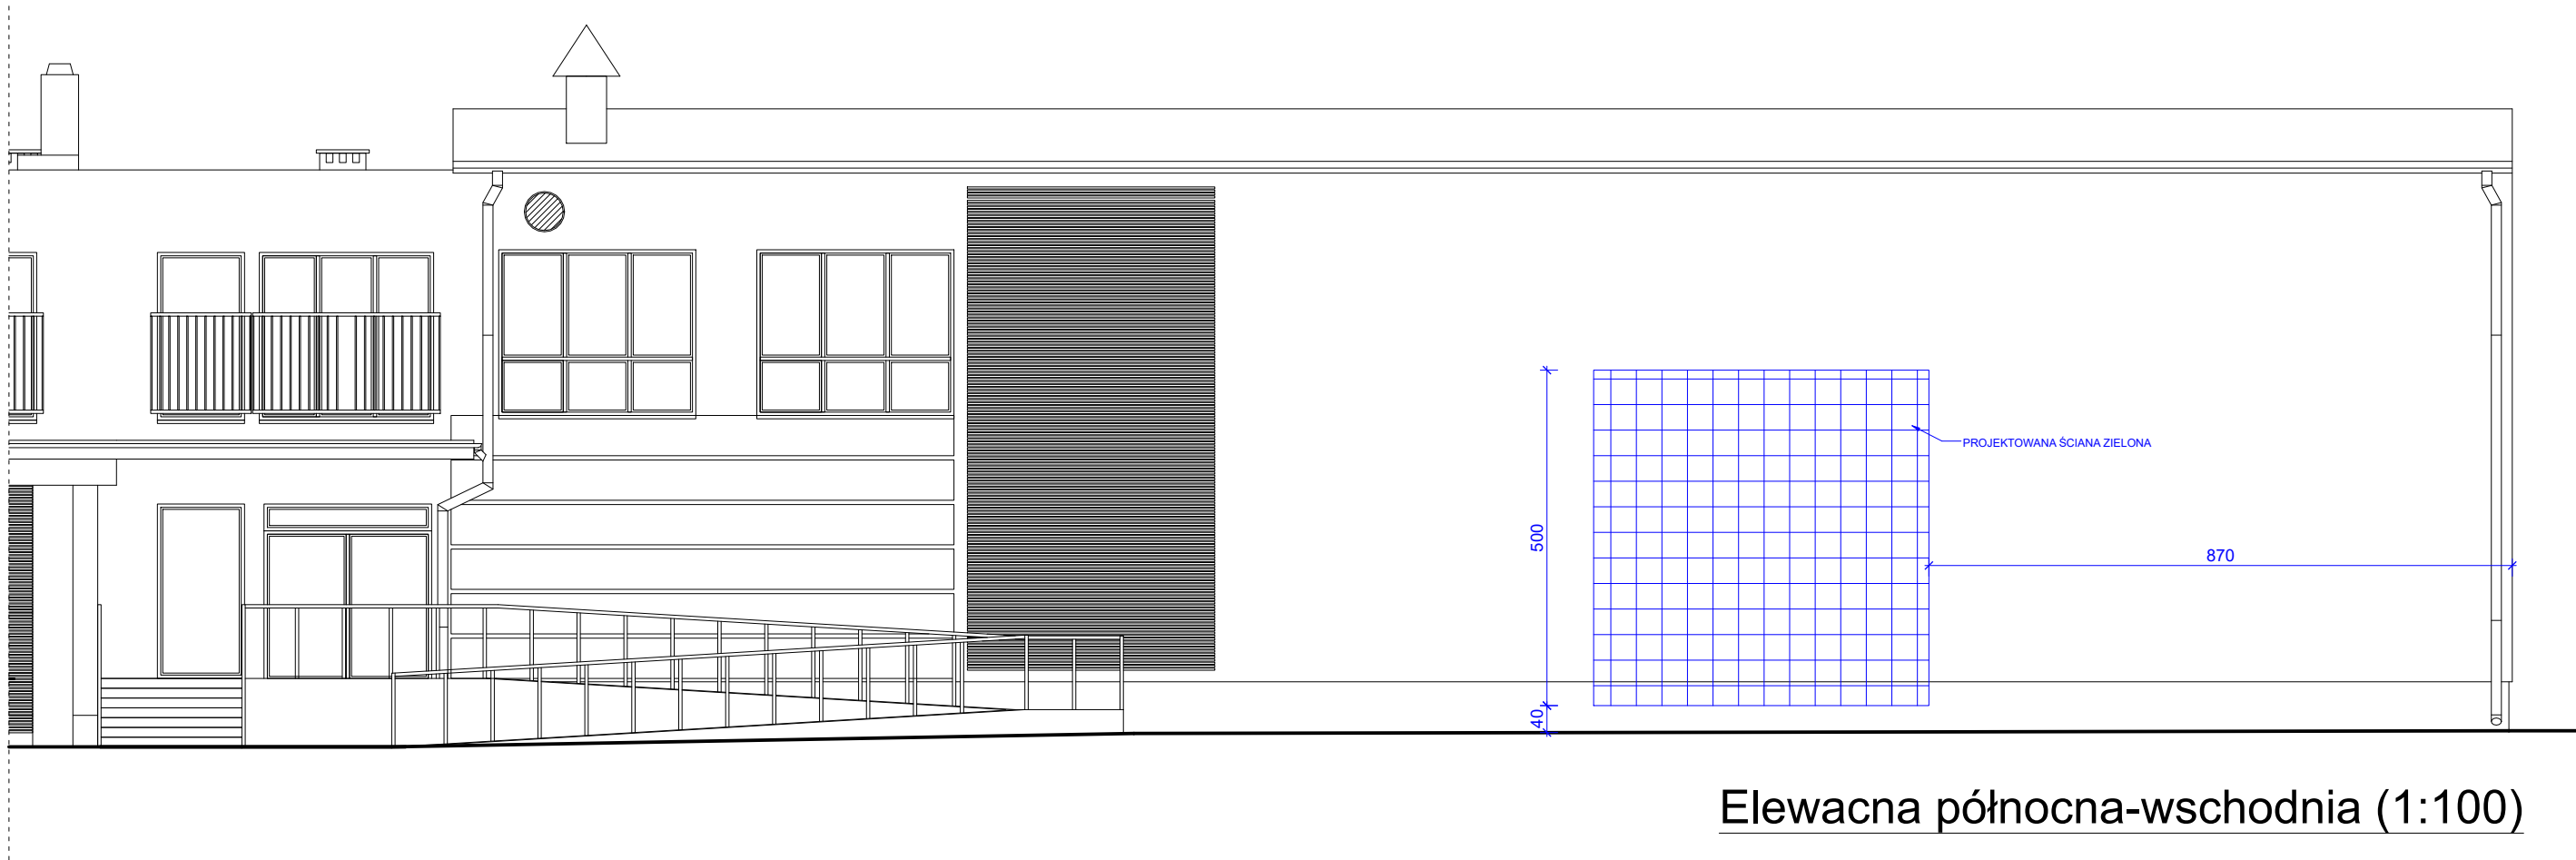 PROJEKTOWANA ŚCIANA ZIELONA
500
870
40
Elewacna północna-wschodnia (1:100)